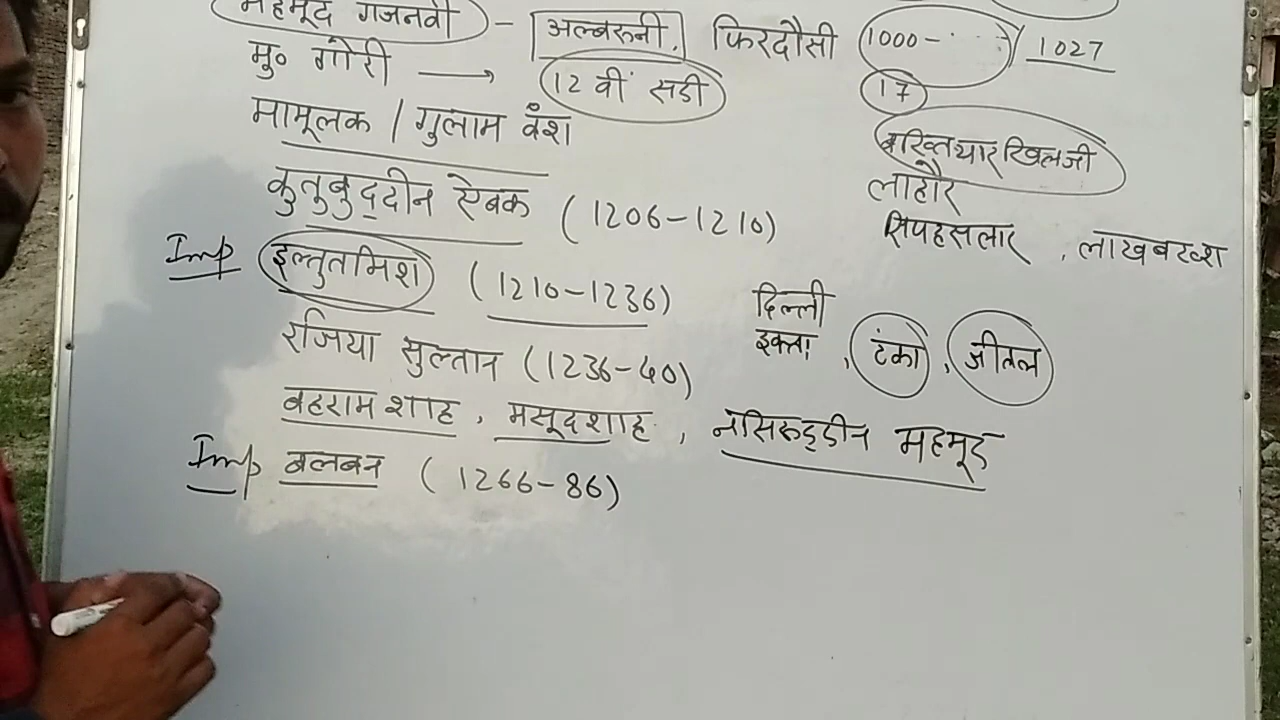 महमूद गजनवी - अल्बरुनी, फिरदौसी 1000- / 1027
मु० गोरी → 12 वीं सदी 17
मामूलक / गुलाम वंश
बख्तियार खिलजी
कुतुबुद्दीन ऐबक (1206-1210) लाहौर
सिपहसलार, लाखबख्श
Imp इल्तुतमिश (1210-1236) दिल्ली
इक्ता, टंका, जीतल
रजिया सुल्तान (1236-40)
बहराम शाह, मसूदशाह, नसिरुद्दीन महमूद
Imp बलबन (1266-86)